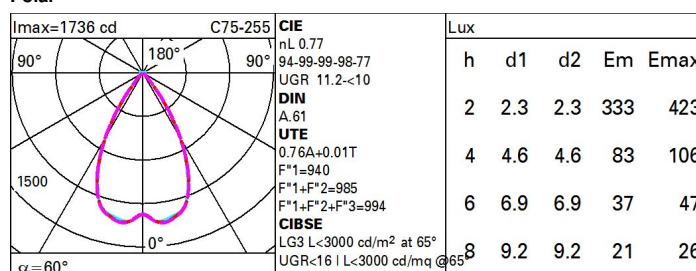 Imax=1736 cd C75-255
90° 180° 90°
1500
0°
α=60°
CIE
nL 0.77
94-99-99-98-77
UGR 11.2-<10
DIN
A.61
UTE
0.76A+0.01T
F"1=940
F"1+F"2=985
F"1+F"2+F"3=994
CIBSE
LG3 L<3000 cd/m² at 65°
UGR<16 | L<3000 cd/mq @65°
Lux
h d1 d2 Em Emax
2 2.3 2.3 333 423
4 4.6 4.6 83 106
6 6.9 6.9 37 47
8 9.2 9.2 21 26